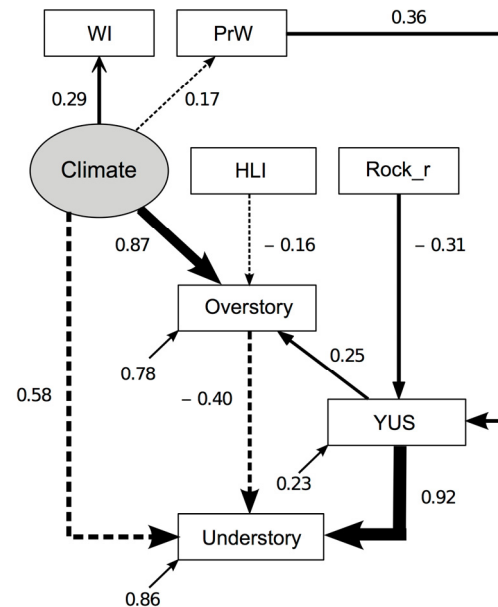 WI
PrW
0.36
0.29
0.17
Climate
HLI
Rock_r
0.87
– 0.16
– 0.31
Overstory
0.78
0.25
0.58
– 0.40
YUS
0.23
0.92
Understory
0.86